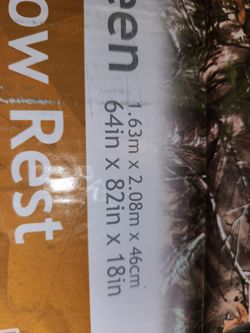 een
1.63m x 2.08m x 46cm
64in x 82in x 18in
ow Rest